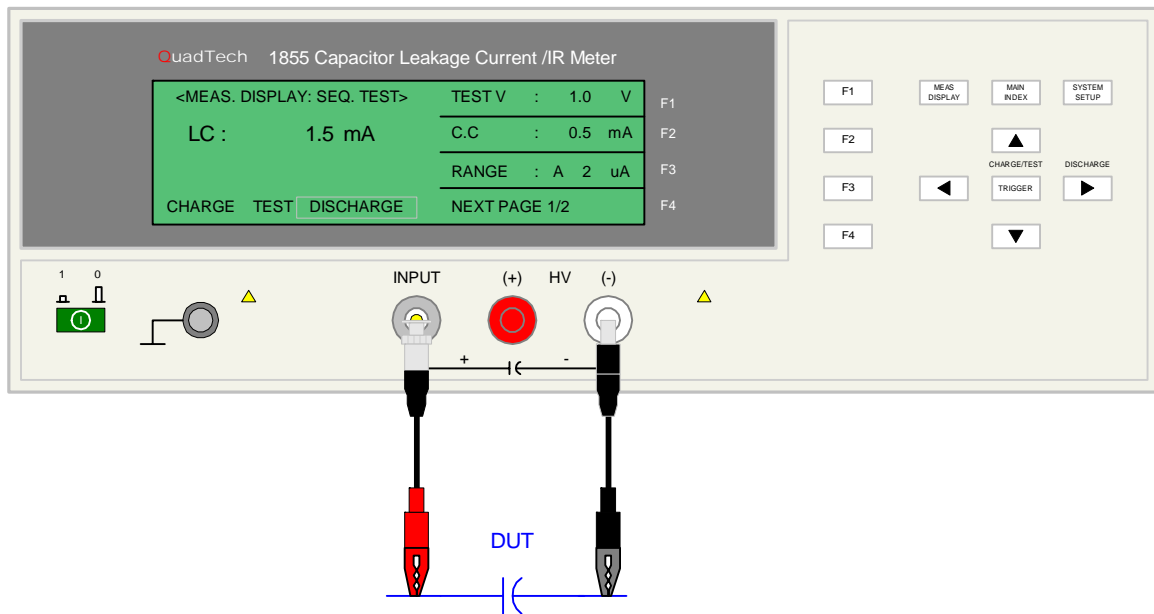 QuadTech 1855 Capacitor Leakage Current /IR Meter
<MEAS. DISPLAY: SEQ. TEST> TEST V : 1.0 V F1
LC : 1.5 mA C.C : 0.5 mA F2
RANGE : A 2 uA F3
CHARGE TEST DISCHARGE NEXT PAGE 1/2 F4
F1 MEAS DISPLAY MAIN INDEX SYSTEM SETUP
F2
CHARGE/TEST DISCHARGE
F3 TRIGGER
F4
1 0 INPUT (+) HV (-)
+ -
DUT